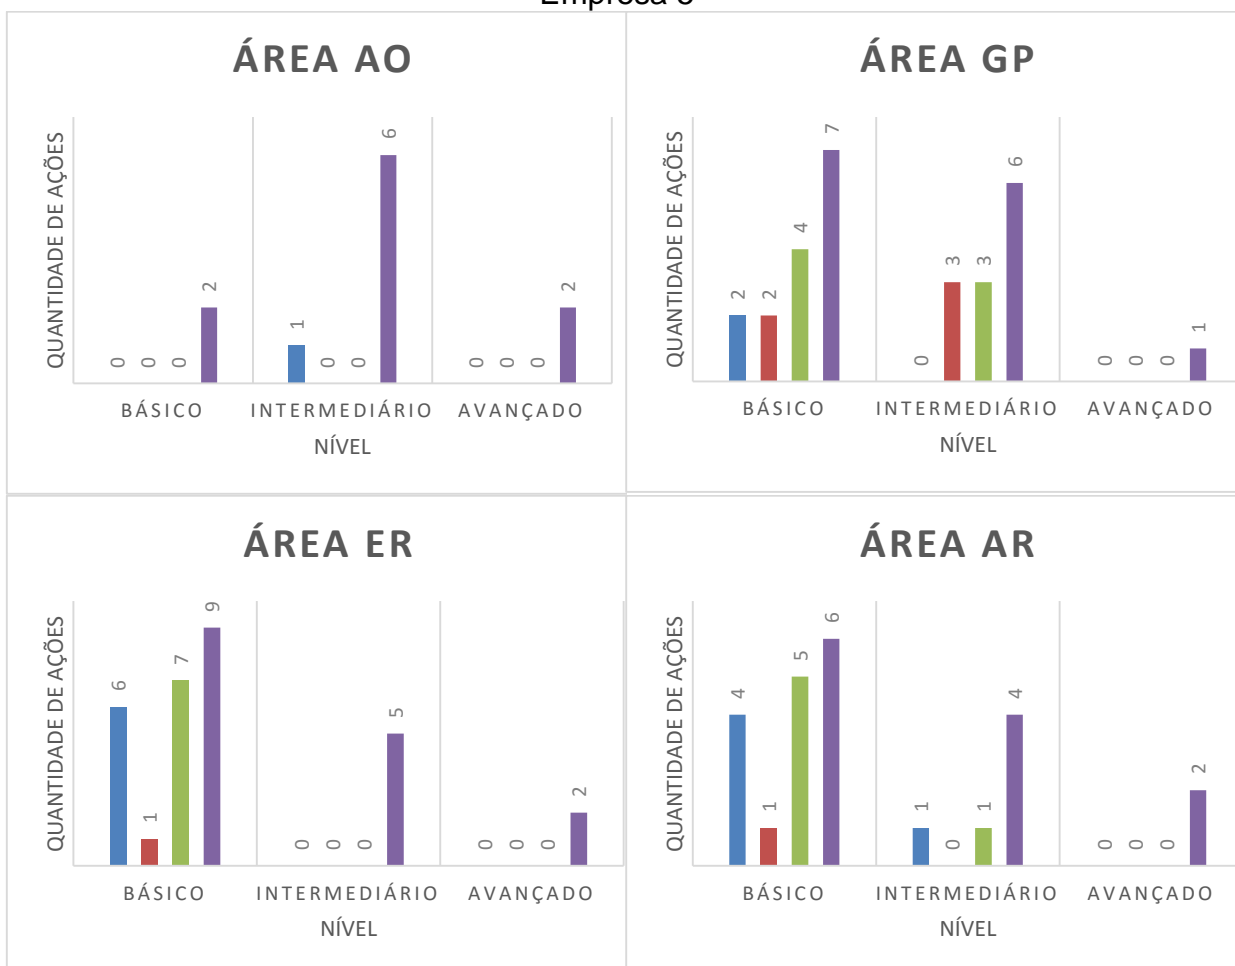 ÁREA AO
QUANTIDADE DE AÇÕES
0 0 0 2
1 0 0 6
0 0 0 2
BÁSICO INTERMEDIÁRIO AVANÇADO
NÍVEL
ÁREA GP
QUANTIDADE DE AÇÕES
2 2 4 7
0 3 3 6
0 0 0 1
BÁSICO INTERMEDIÁRIO AVANÇADO
NÍVEL
ÁREA ER
QUANTIDADE DE AÇÕES
6 1 7 9
0 0 0 5
0 0 0 2
BÁSICO INTERMEDIÁRIO AVANÇADO
NÍVEL
ÁREA AR
QUANTIDADE DE AÇÕES
4 1 5 6
1 0 1 4
0 0 0 2
BÁSICO INTERMEDIÁRIO AVANÇADO
NÍVEL